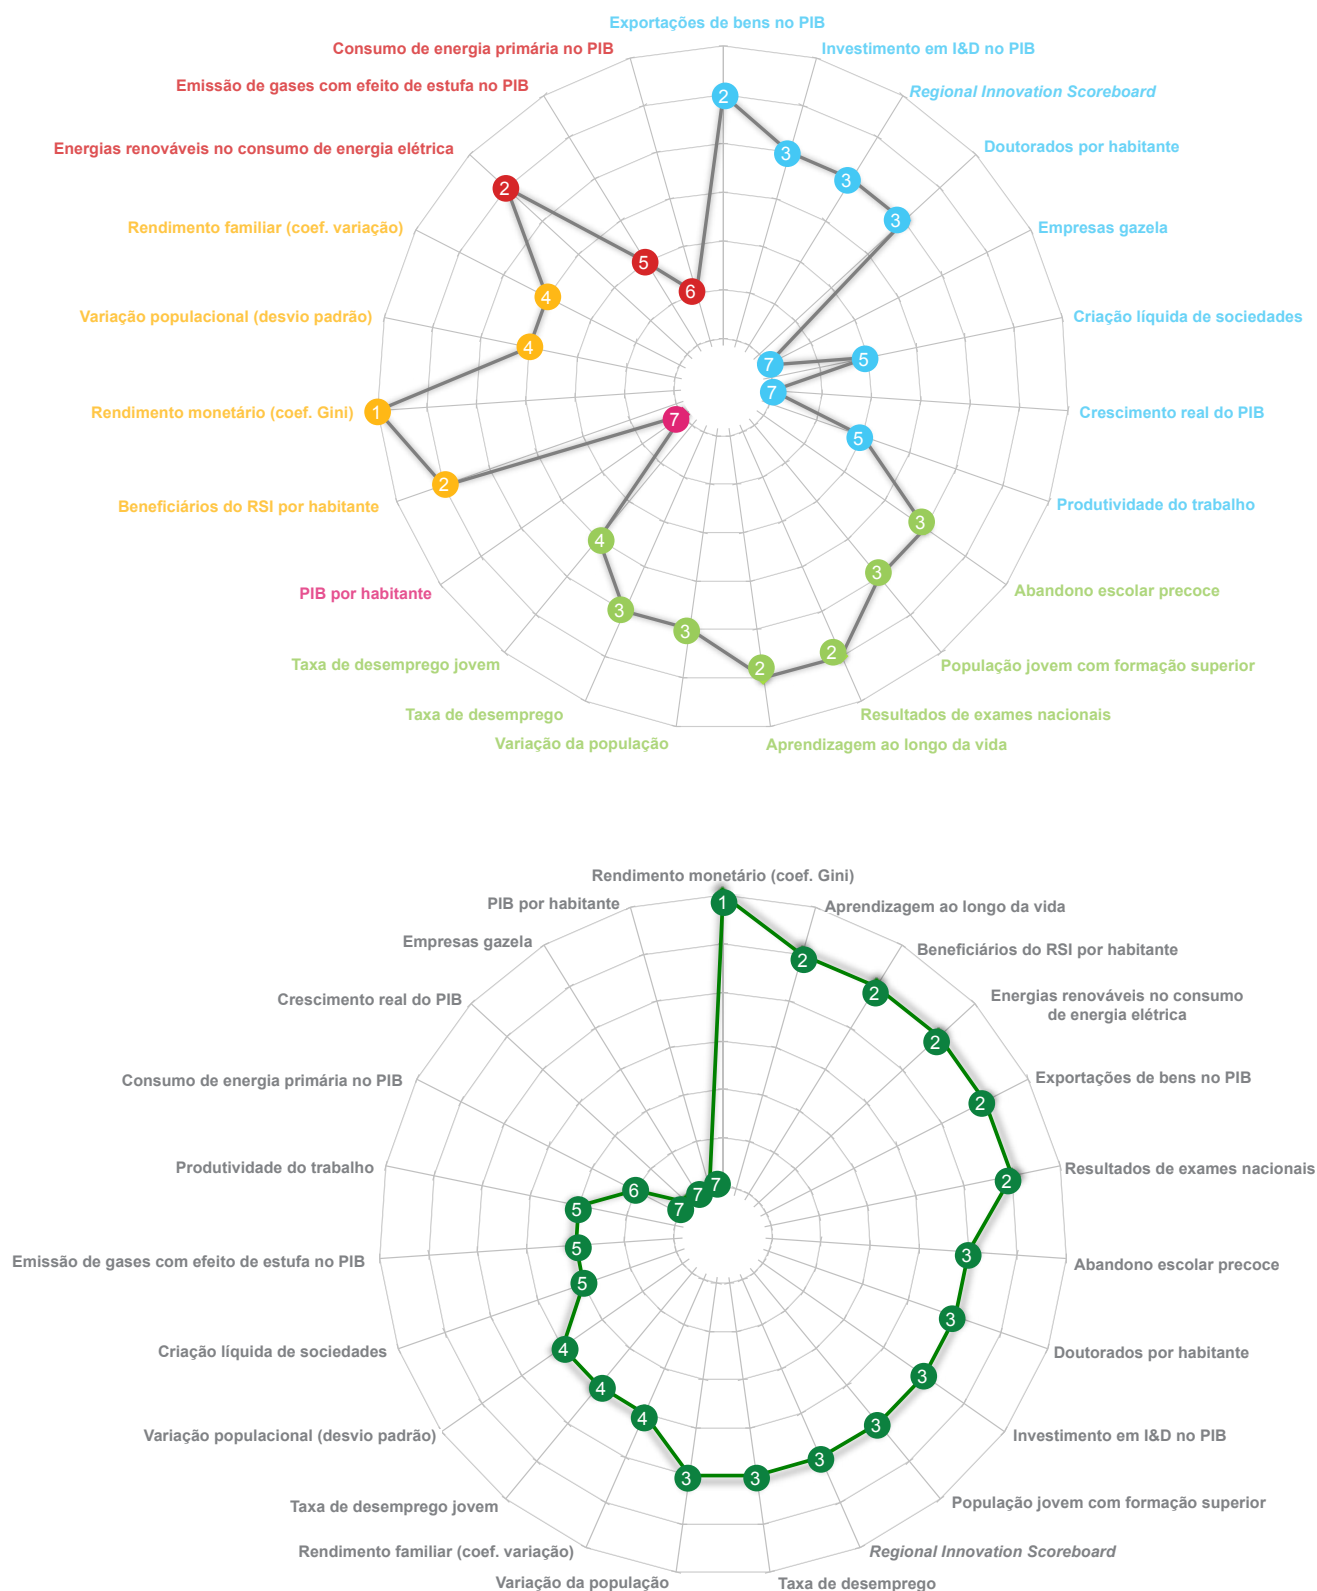 Exportações de bens no PIB
Consumo de energia primária no PIB
Investimento em I&D no PIB
Emissão de gases com efeito de estufa no PIB
Regional Innovation Scoreboard
Energias renováveis no consumo de energia elétrica
Doutorados por habitante
Rendimento familiar (coef. variação)
Empresas gazela
Variação populacional (desvio padrão)
Criação líquida de sociedades
Rendimento monetário (coef. Gini)
Crescimento real do PIB
Beneficiários do RSI por habitante
Produtividade do trabalho
PIB por habitante
Abandono escolar precoce
Taxa de desemprego jovem
População jovem com formação superior
Taxa de desemprego
Resultados de exames nacionais
Variação da população
Aprendizagem ao longo da vida
2
3
3
3
7
5
7
5
3
3
2
2
3
3
4
7
2
1
4
4
2
5
6
Rendimento monetário (coef. Gini)
PIB por habitante
Aprendizagem ao longo da vida
Empresas gazela
Beneficiários do RSI por habitante
Crescimento real do PIB
Energias renováveis no consumo
de energia elétrica
Consumo de energia primária no PIB
Exportações de bens no PIB
Produtividade do trabalho
Resultados de exames nacionais
Emissão de gases com efeito de estufa no PIB
Abandono escolar precoce
Criação líquida de sociedades
Doutorados por habitante
Variação populacional (desvio padrão)
Investimento em I&D no PIB
Taxa de desemprego jovem
População jovem com formação superior
Rendimento familiar (coef. variação)
Regional Innovation Scoreboard
Variação da população
Taxa de desemprego
1
2
2
2
2
2
3
3
3
3
3
3
3
4
4
4
5
5
5
6
7
7
7